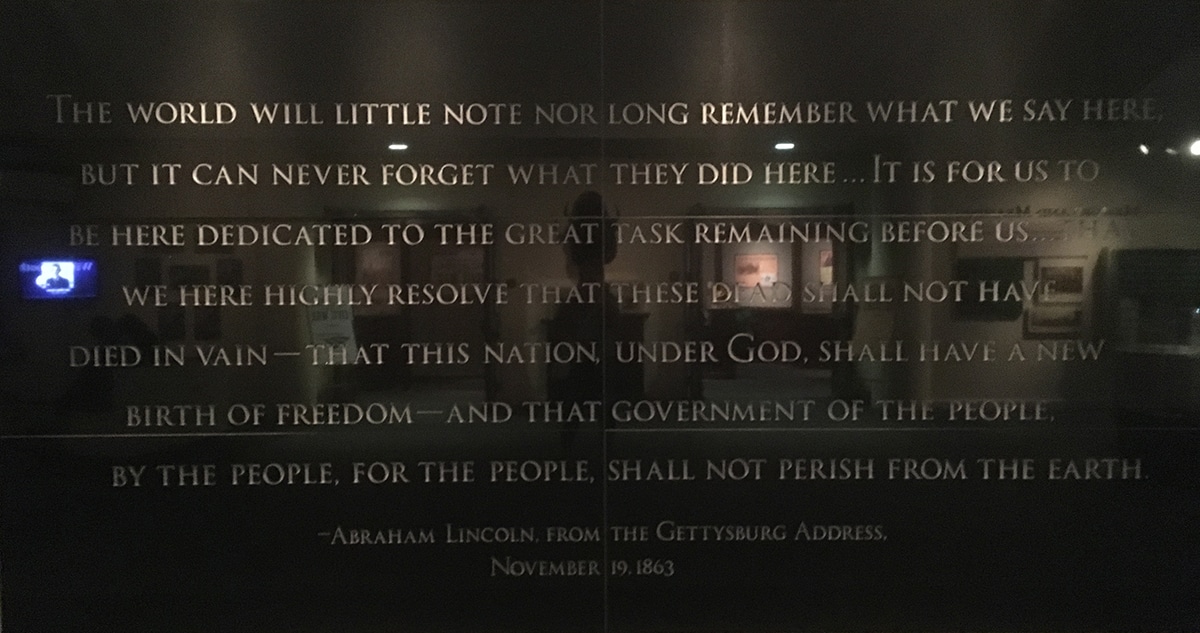 The world will little note nor long remember what we say here,
but it can never forget what they did here... It is for us to
be here dedicated to the great task remaining before us... that
we here highly resolve that these dead shall not have
died in vain—that this nation, under God, shall have a new
birth of freedom—and that government of the people,
by the people, for the people, shall not perish from the earth.
–Abraham Lincoln, from the Gettysburg Address,
November 19, 1863